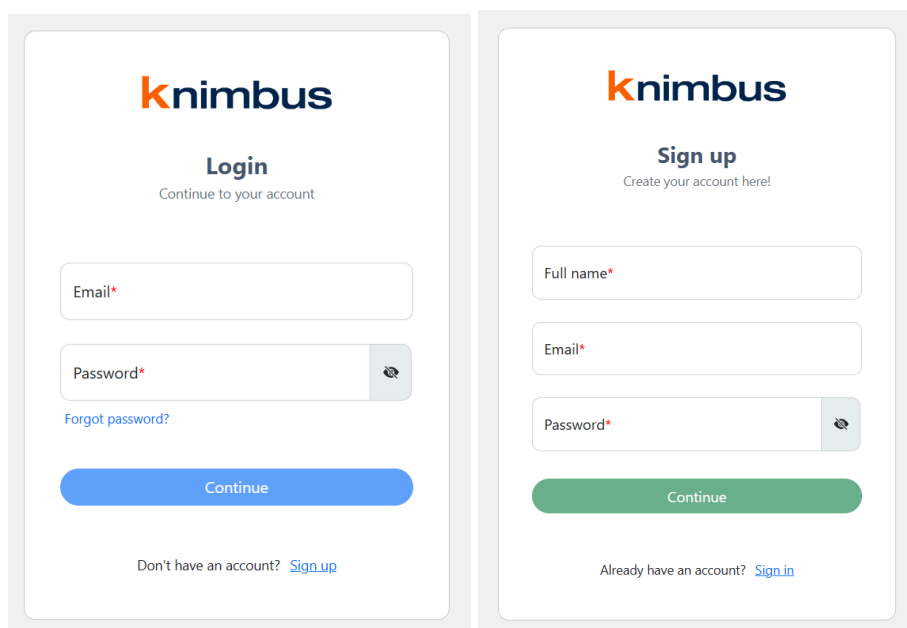 knimbus
Login
Continue to your account
Email*
Password*
Forgot password?
Continue
Don't have an account? Sign up
knimbus
Sign up
Create your account here!
Full name*
Email*
Password*
Continue
Already have an account? Sign in